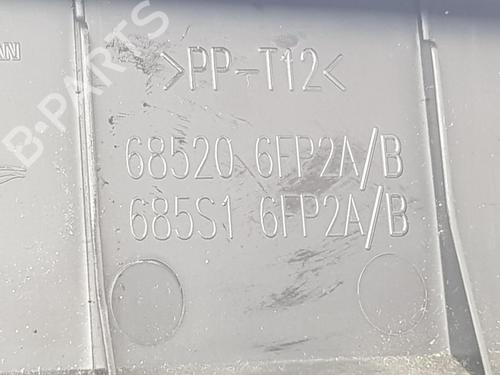 B-PARTS
>PP-T12<
68520 6FP2A/B
685S1 6FP2A/B